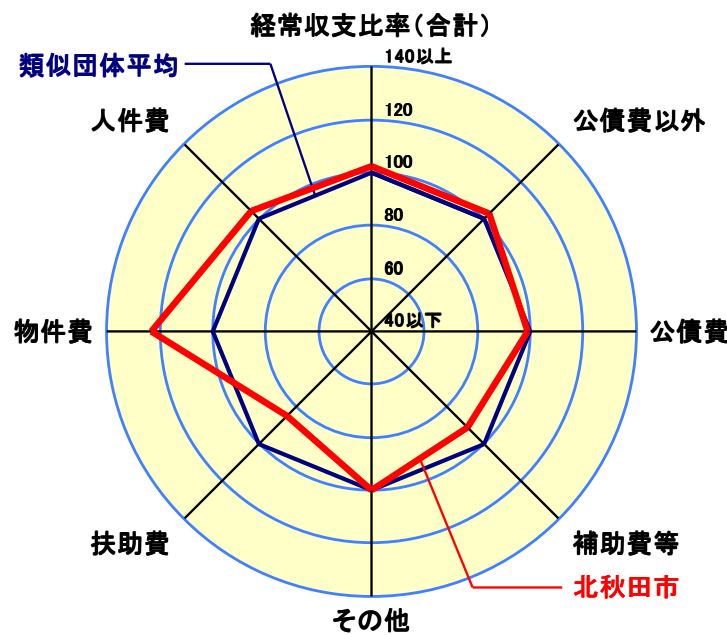 経常収支比率(合計)
類似団体平均
140以上
人件費
120
公債費以外
100
80
60
40以下
物件費
公債費
扶助費
補助費等
北秋田市
その他